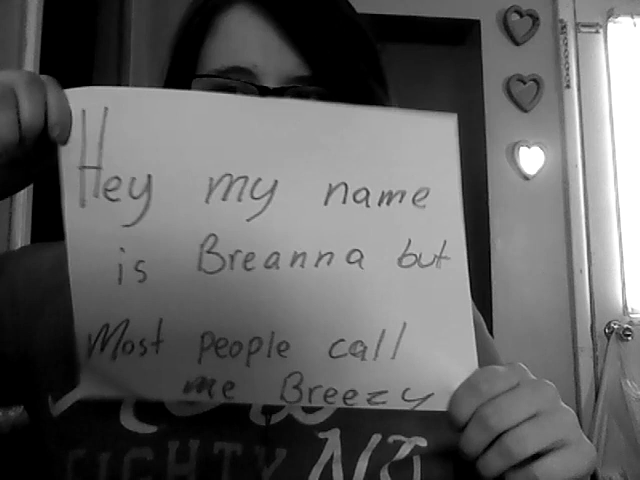 Hey my name
is Breanna but
Most people call
me Breezy